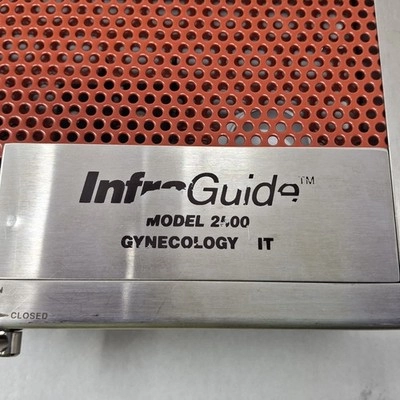 InfraGuide™
MODEL 2400
GYNECOLOGY IT
CLOSED